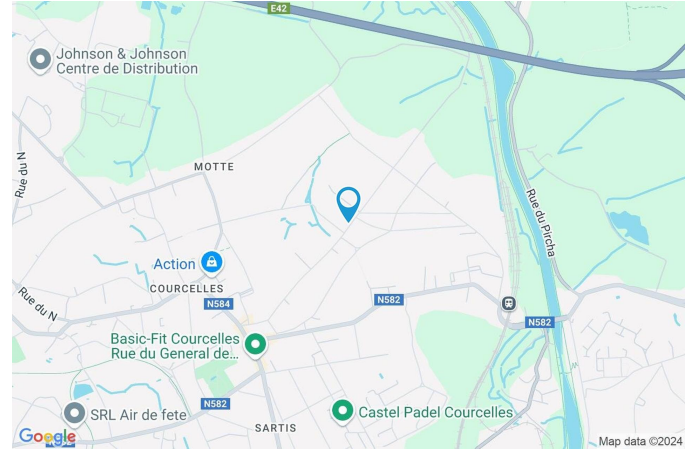 E42
Johnson & Johnson
Centre de Distribution
MOTTE
Rue du N
Rue du Pircha
Action
COURCELLES
N584
N582
Rue du N
N582
Basic-Fit Courcelles
Rue du General de...
N582
SRL Air de fete
Castel Padel Courcelles
SARTIS
Google
Map data ©2024